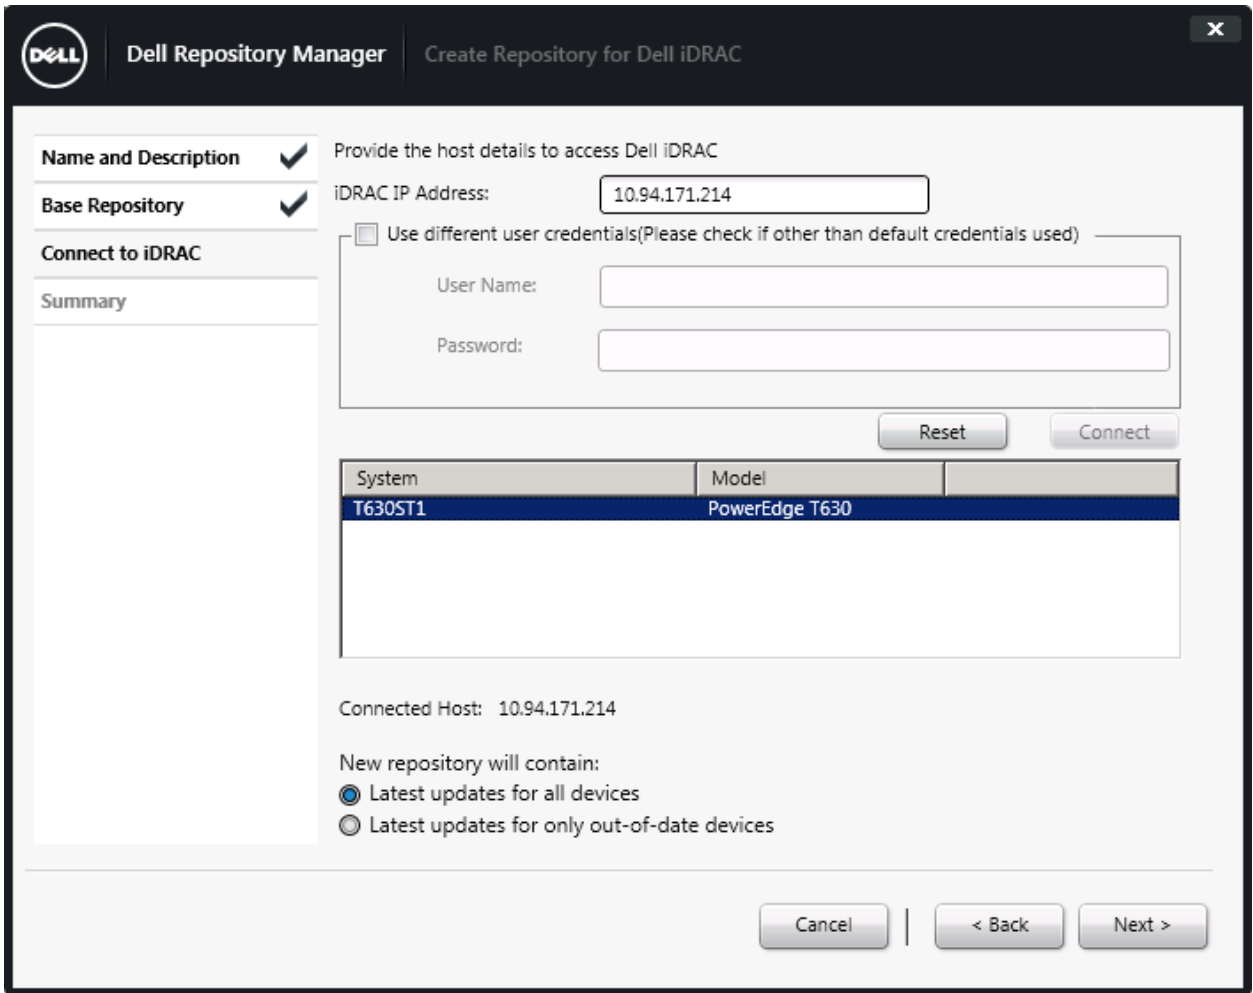 DELL
Dell Repository Manager
Create Repository for Dell iDRAC
X
Name and Description
Base Repository
Connect to iDRAC
Summary
Provide the host details to access Dell iDRAC
iDRAC IP Address:
10.94.171.214
Use different user credentials(Please check if other than default credentials used)
User Name:
Password:
Reset
Connect
System Model
T630ST1 PowerEdge T630
Connected Host: 10.94.171.214
New repository will contain:
Latest updates for all devices
Latest updates for only out-of-date devices
Cancel
< Back
Next >